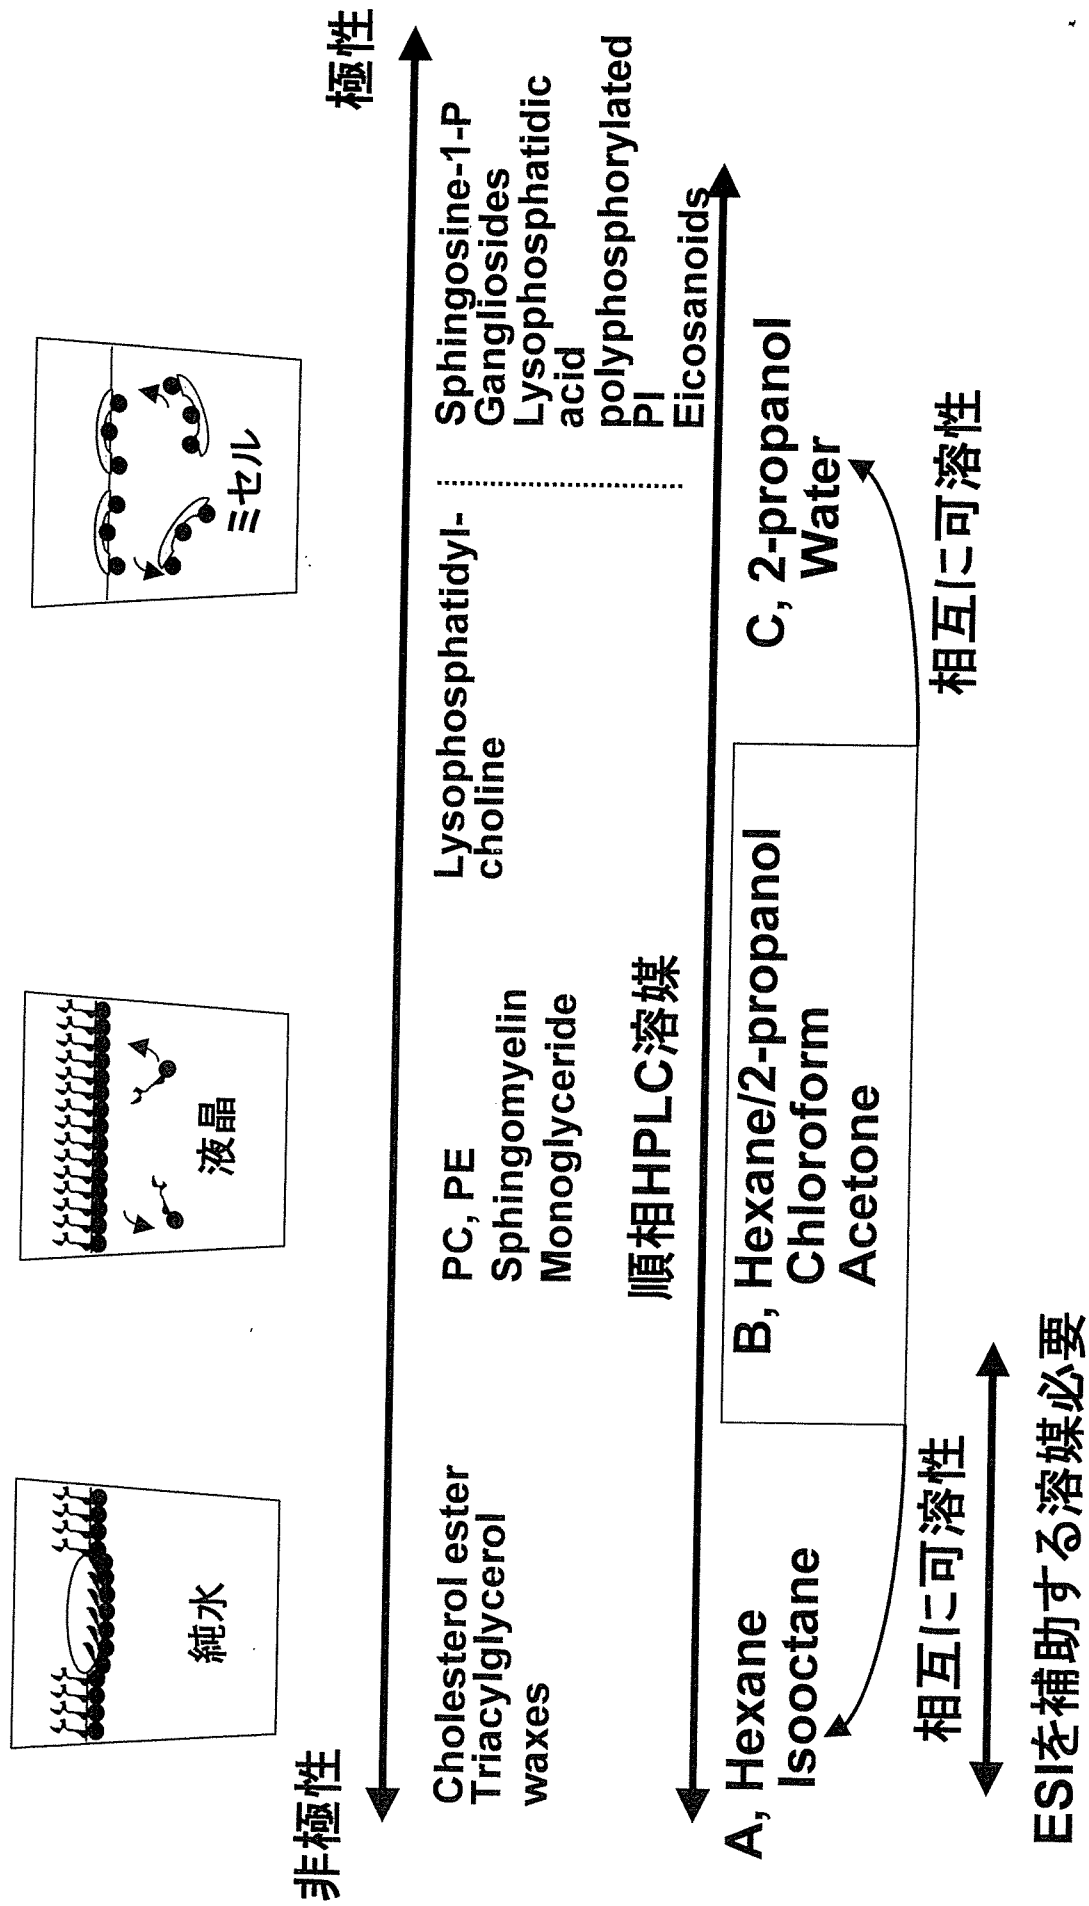 純水
液晶
ミセル
非極性
極性
Cholesterol ester
Triacylglycerol
waxes
PC, PE
Sphingomyelin
Monoglyceride
Lysophosphatidyl-
choline
Sphingosine-1-P
Gangliosides
Lysophosphatidic
acid
polyphosphorylated
PI
Eicosanoids
順相HPLC溶媒
A, Hexane
Isooctane
B, Hexane/2-propanol
Chloroform
Acetone
C, 2-propanol
Water
相互に可溶性
相互に可溶性
ESIを補助する溶媒必要